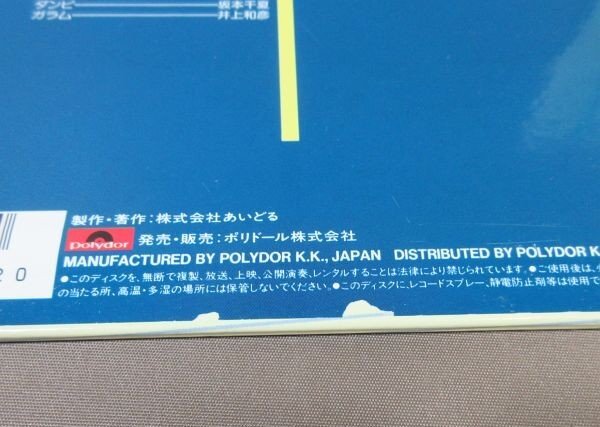 ダンピ 坂本千夏
ガラム 井上和彦
製作・著作：株式会社あいどる
Polydor 発売・販売：ポリドール株式会社
MANUFACTURED BY POLYDOR K.K., JAPAN DISTRIBUTED BY POLYDOR K
●このディスクを、無断で複製、放送、上映、公開演奏、レンタルすることは法律により禁じられています。●ご使用後は、
の当たる所、高温・多湿の場所には保管しないでください。●このディスクに、レコードスプレー、静電防止剤等は使用で
20